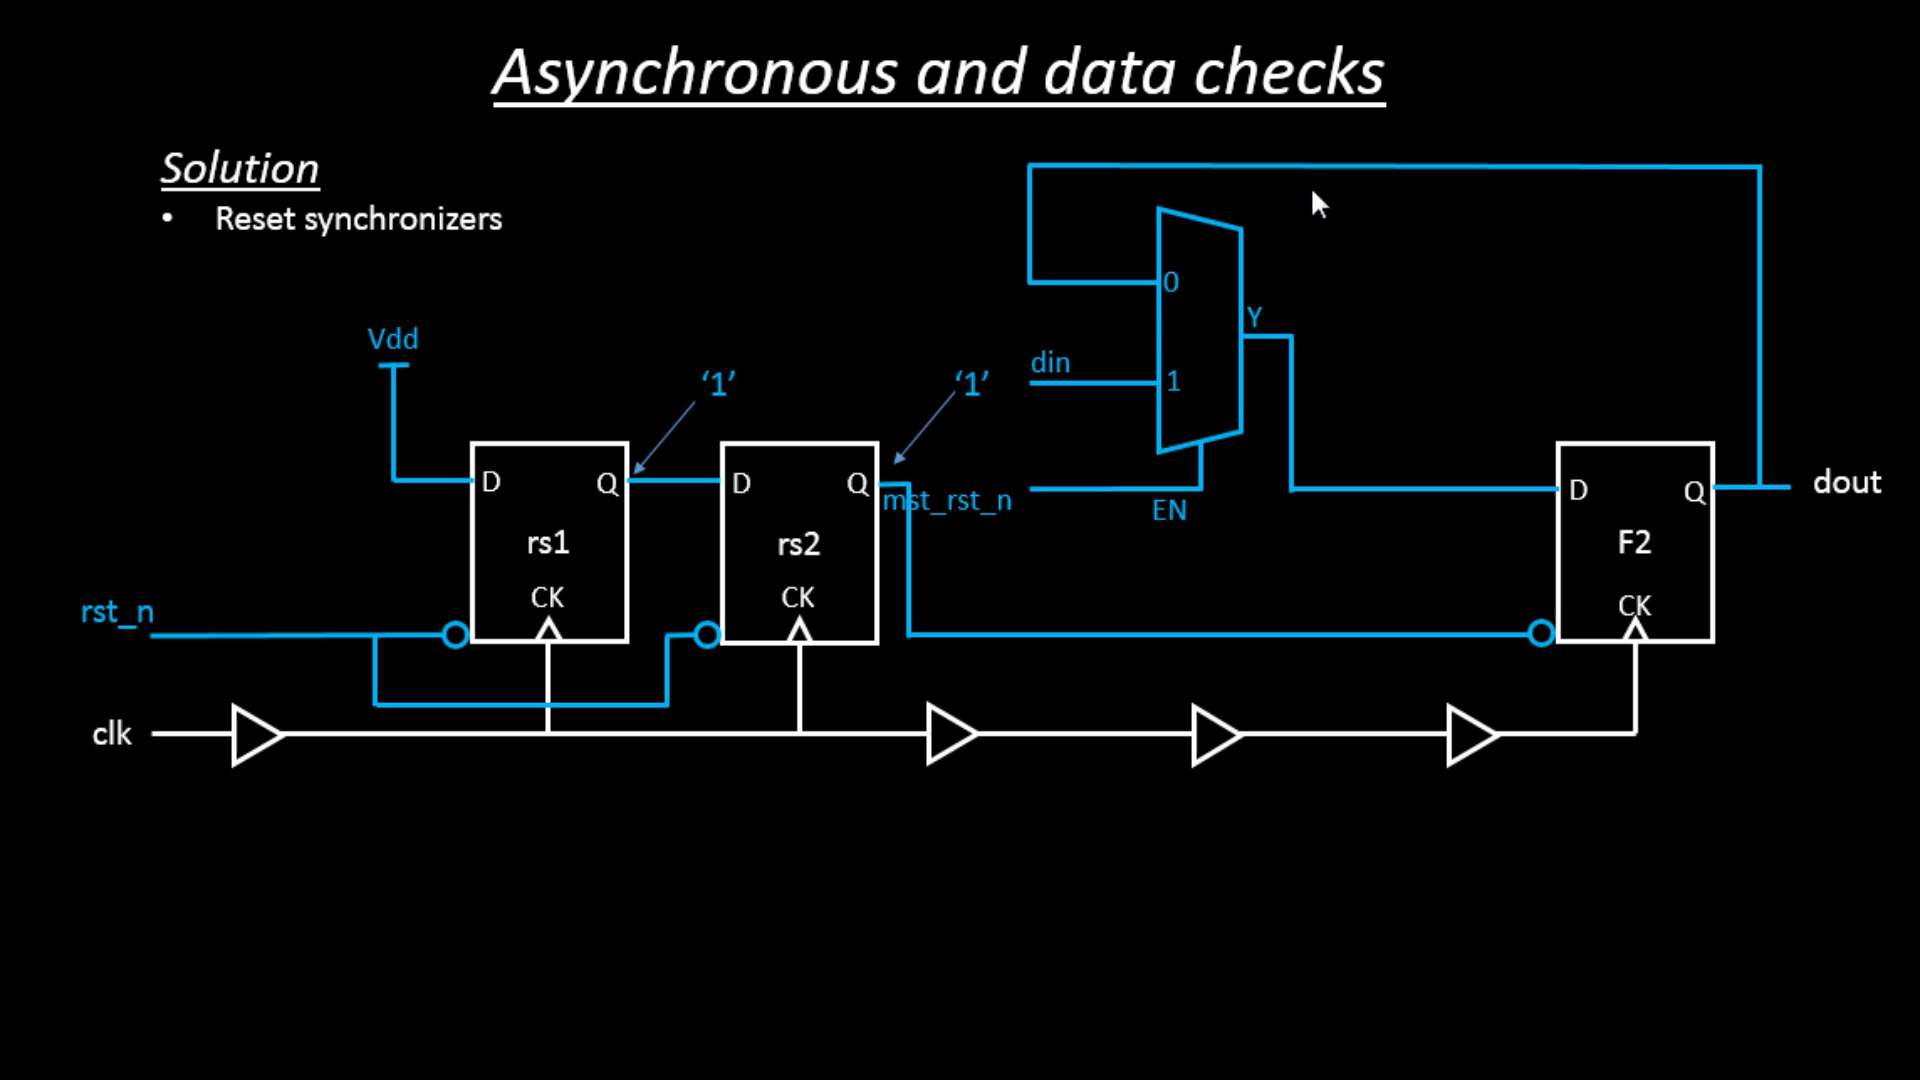 Asynchronous and data checks
Solution
• Reset synchronizers
0
Y
Vdd
din
1
‘1’
‘1’
D
Q
D
Q
mst_rst_n
EN
D
Q
dout
rs1
rs2
F2
CK
CK
CK
rst_n
clk